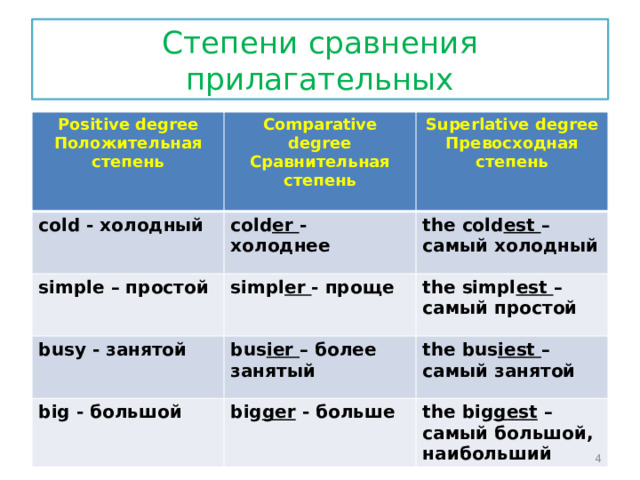 Степени сравнения
прилагательных
Positive degree
Положительная
степень
Comparative
degree
Сравнительная
степень
Superlative degree
Превосходная
степень
cold - холодный
colder -
холоднее
the coldest –
самый холодный
simple – простой
simpler - проще
the simplest –
самый простой
busy - занятой
busier – более
занятый
the busiest –
самый занятой
big - большой
bigger - больше
the biggest –
самый большой,
наибольший
4